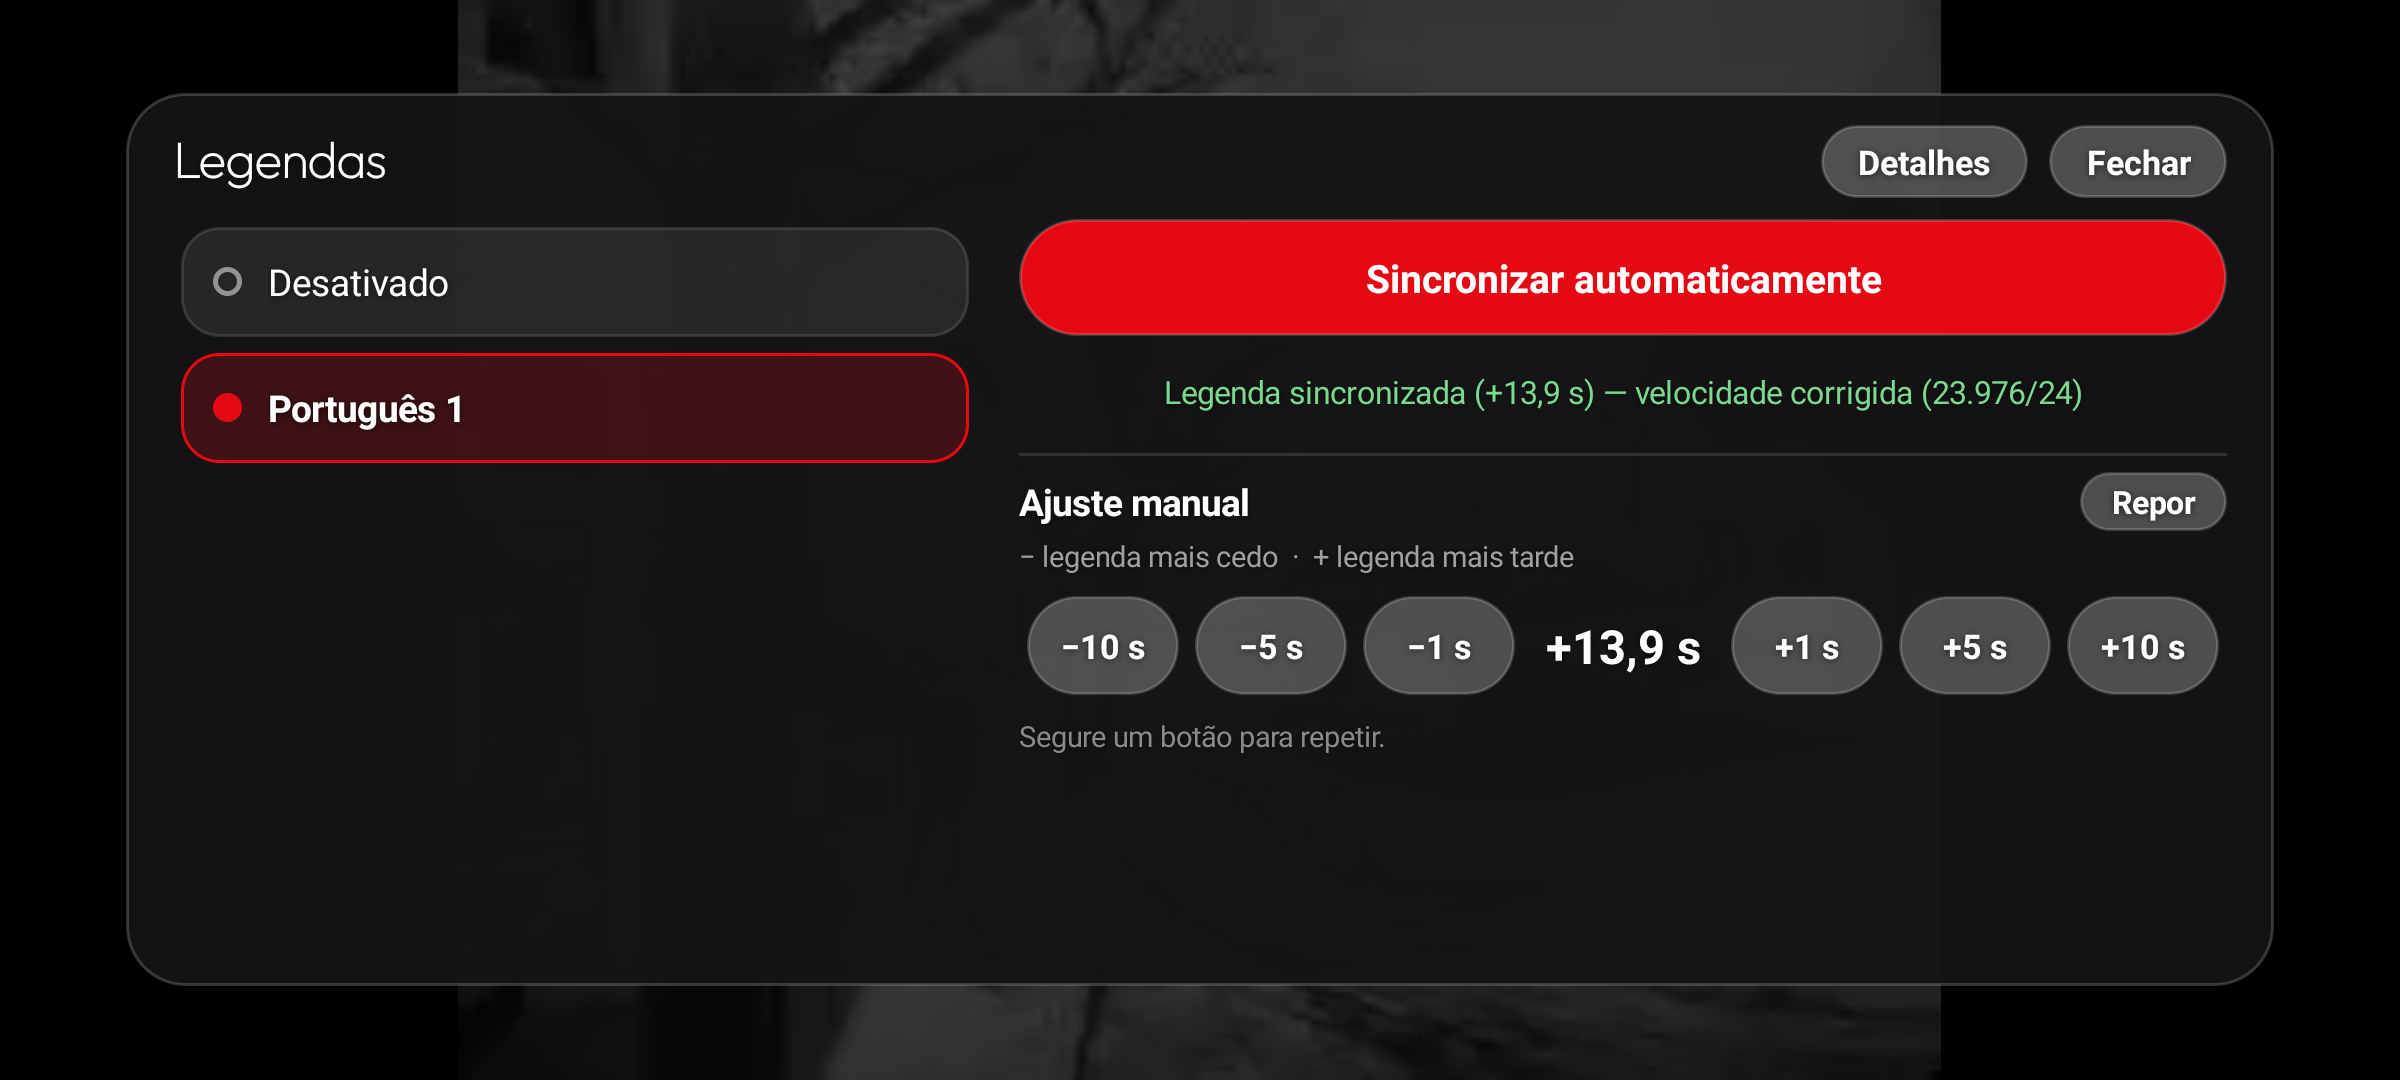 Legendas
Detalhes
Fechar
Desativado
Português 1
Sincronizar automaticamente
Legenda sincronizada (+13,9 s) — velocidade corrigida (23.976/24)
Ajuste manual
Repor
− legenda mais cedo · + legenda mais tarde
−10 s
−5 s
−1 s
+13,9 s
+1 s
+5 s
+10 s
Segure um botão para repetir.